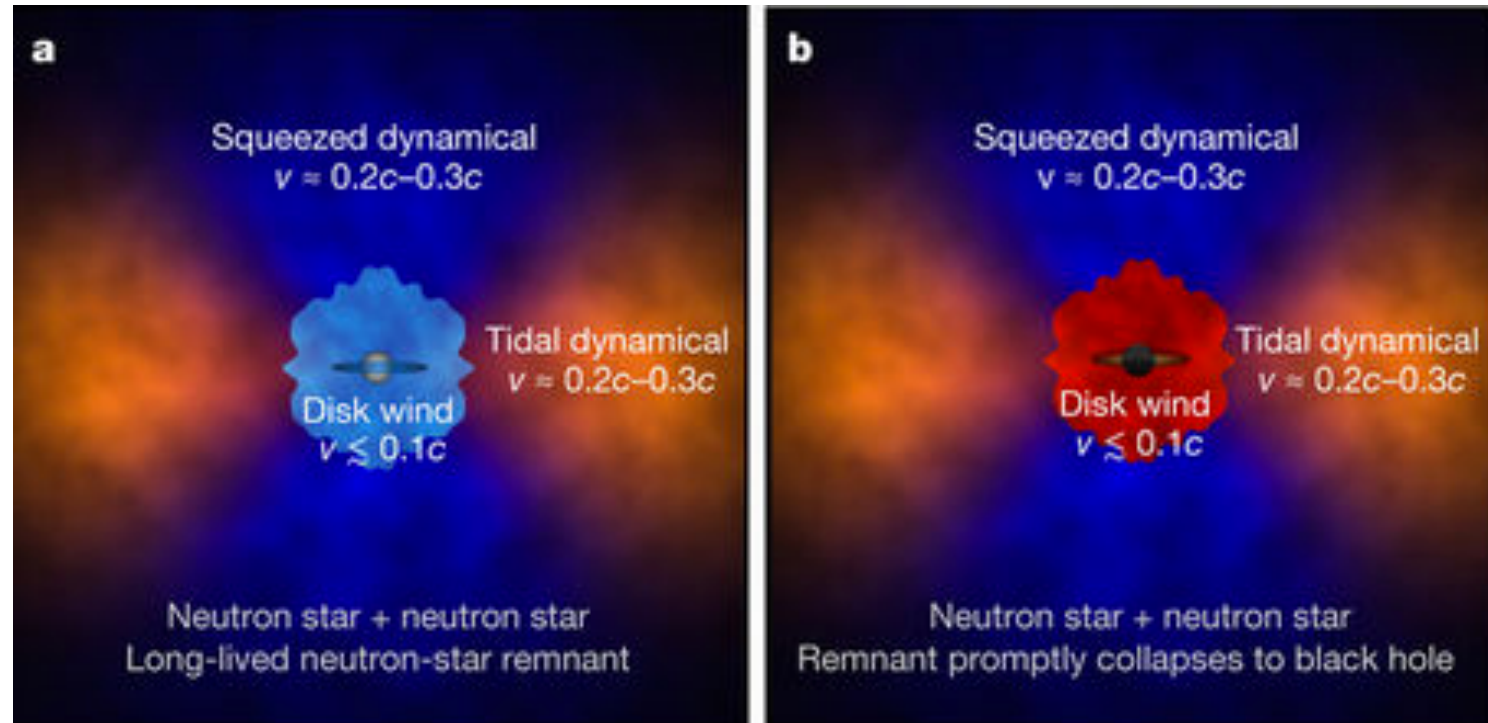 a
Squeezed dynamical
v ≈ 0.2c–0.3c
Tidal dynamical
v ≈ 0.2c–0.3c
Disk wind
v ≲ 0.1c
Neutron star + neutron star
Long-lived neutron-star remnant
b
Squeezed dynamical
v ≈ 0.2c–0.3c
Tidal dynamical
v ≈ 0.2c–0.3c
Disk wind
v ≲ 0.1c
Neutron star + neutron star
Remnant promptly collapses to black hole